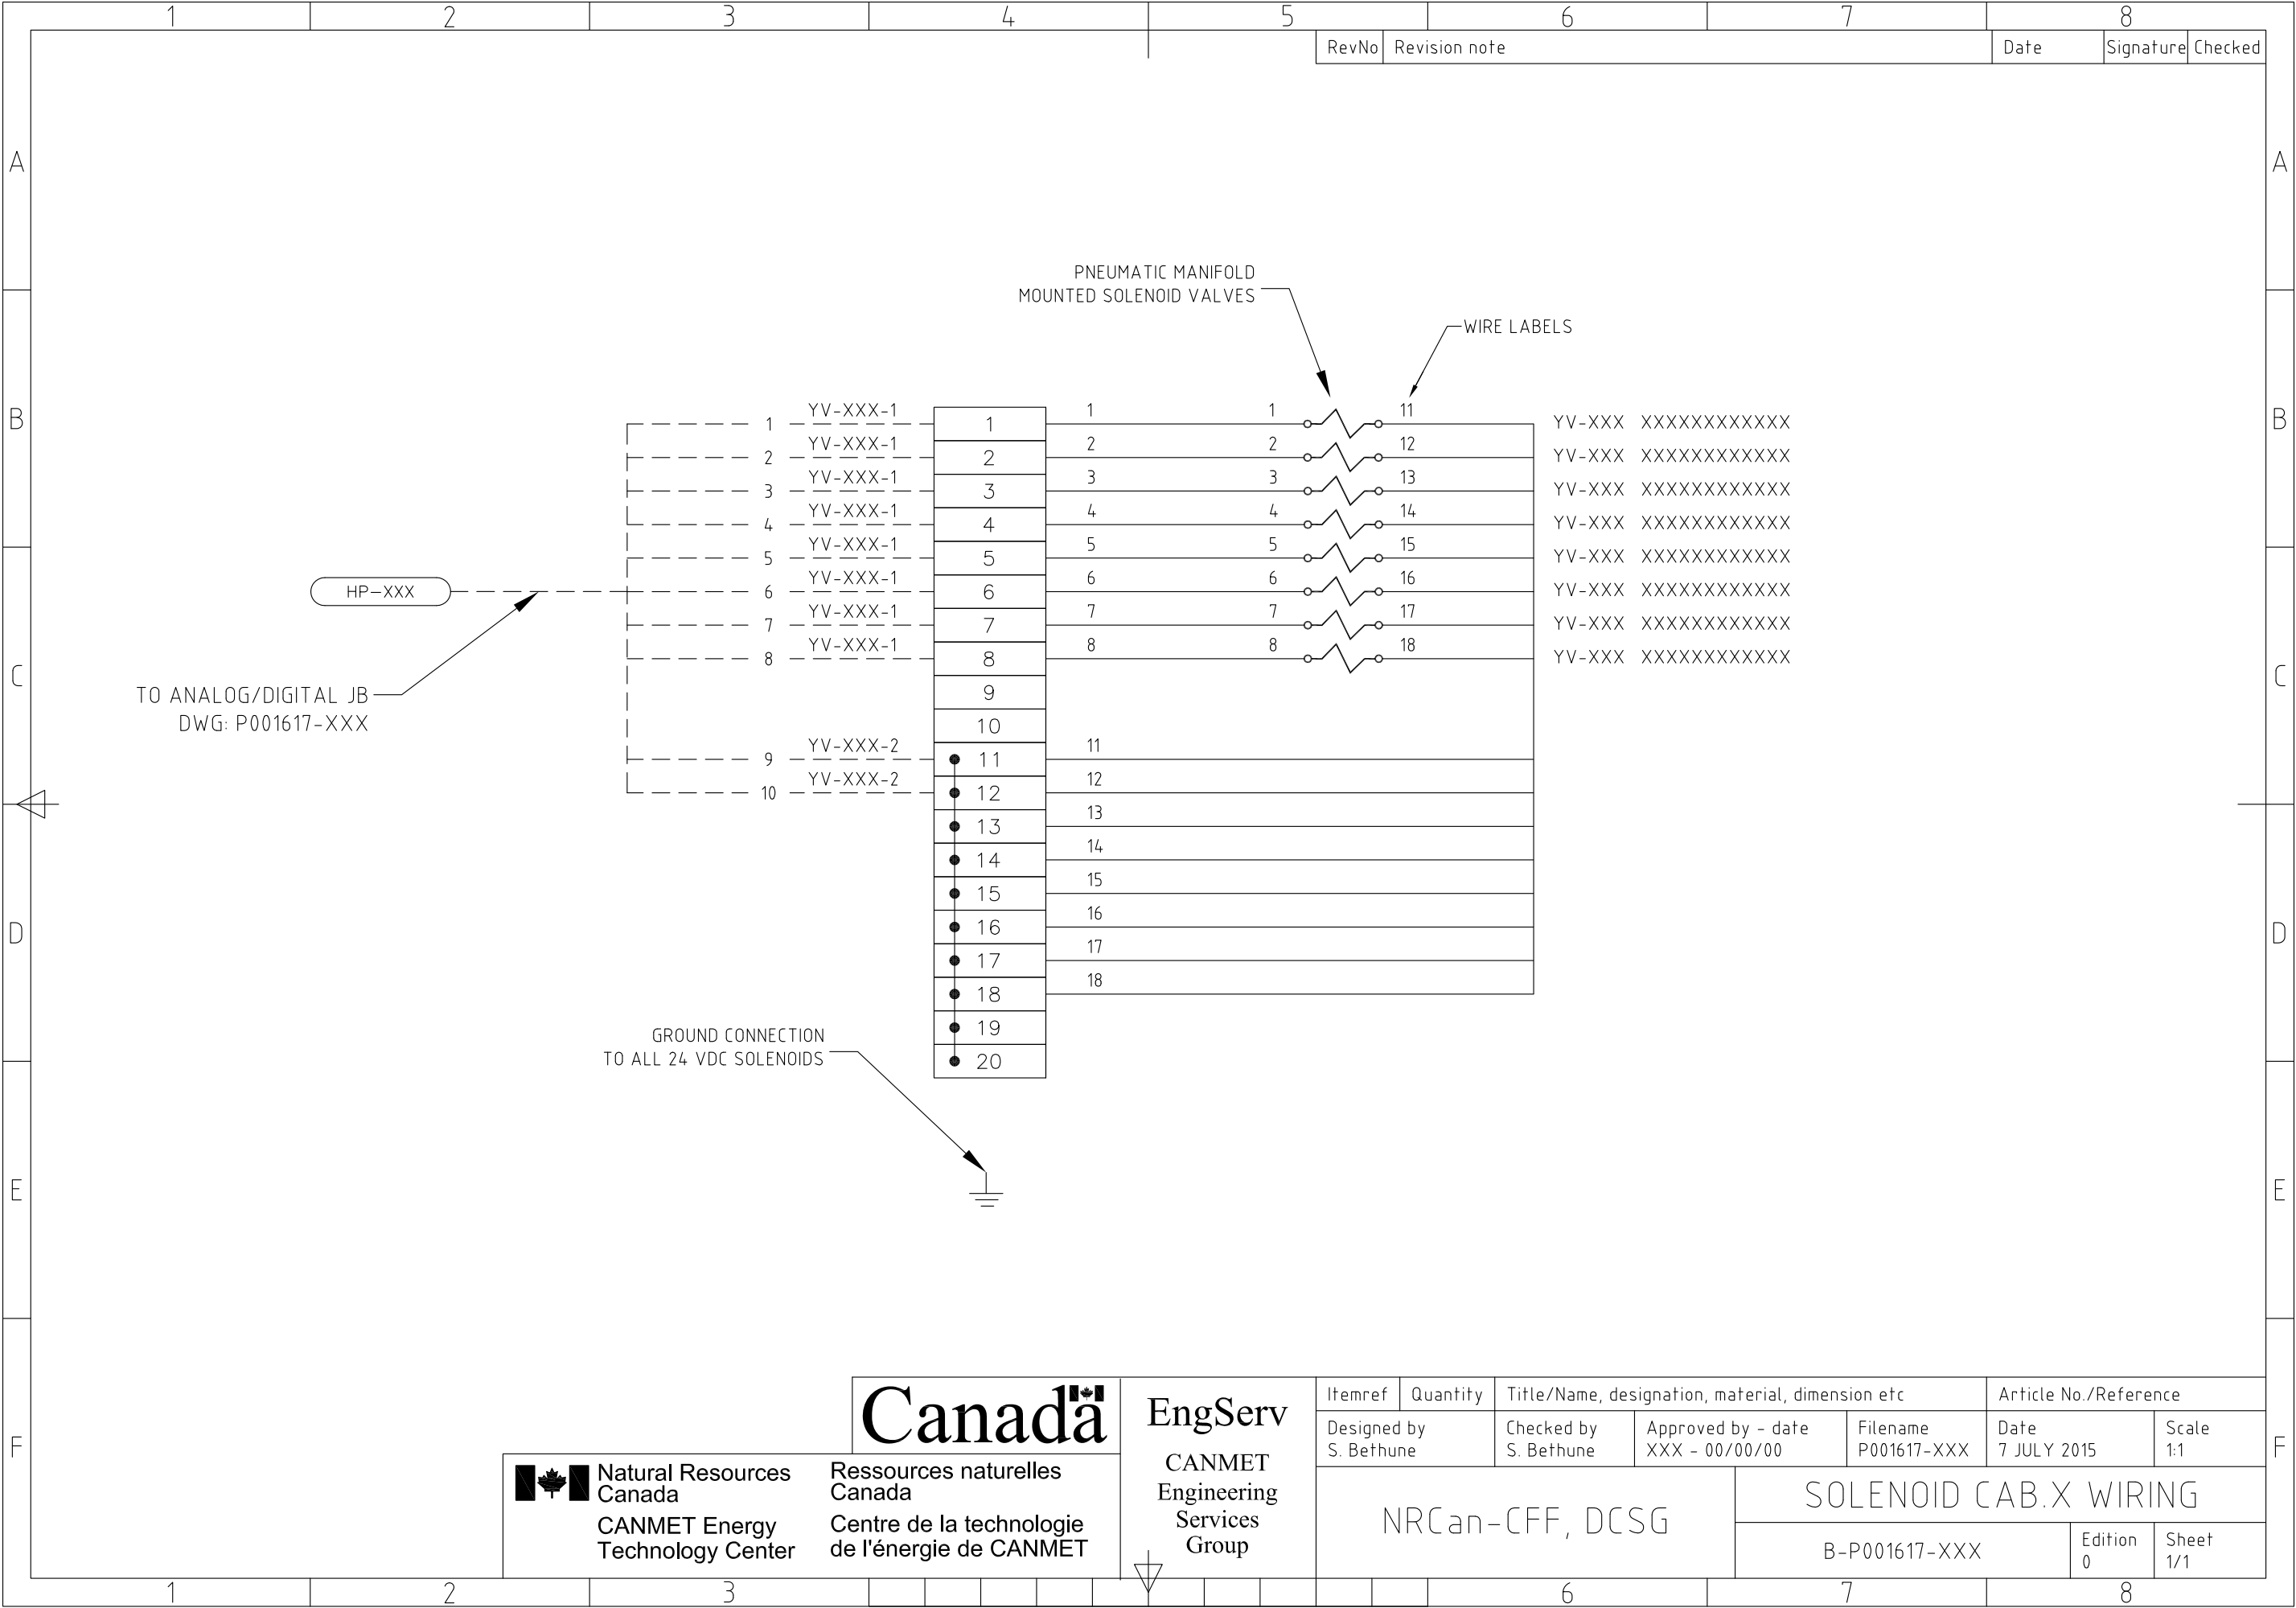 1 2 3 4 5 6 7 8
RevNo Revision note Date Signature Checked
A A
B B
C C
D D
E E
F F
PNEUMATIC MANIFOLD
MOUNTED SOLENOID VALVES
WIRE LABELS
1 YV-XXX-1 1 1 1 11 YV-XXX XXXXXXXXXXXX
2 YV-XXX-1 2 2 2 12 YV-XXX XXXXXXXXXXXX
3 YV-XXX-1 3 3 3 13 YV-XXX XXXXXXXXXXXX
4 YV-XXX-1 4 4 4 14 YV-XXX XXXXXXXXXXXX
5 YV-XXX-1 5 5 5 15 YV-XXX XXXXXXXXXXXX
6 YV-XXX-1 6 6 6 16 YV-XXX XXXXXXXXXXXX
7 YV-XXX-1 7 7 7 17 YV-XXX XXXXXXXXXXXX
8 YV-XXX-1 8 8 8 18 YV-XXX XXXXXXXXXXXX
9
10
9 YV-XXX-2 11 11
10 YV-XXX-2 12 12
13 13
14 14
15 15
16 16
17 17
18 18
19
20
HP-XXX
TO ANALOG/DIGITAL JB
DWG: P001617-XXX
GROUND CONNECTION
TO ALL 24 VDC SOLENOIDS
Canada
Natural Resources
Canada
CANMET Energy
Technology Center
Ressources naturelles
Canada
Centre de la technologie
de l'énergie de CANMET
EngServ
CANMET
Engineering
Services
Group
Itemref Quantity Title/Name, designation, material, dimension etc Article No./Reference
Designed by
S. Bethune
Checked by
S. Bethune
Approved by - date
XXX - 00/00/00
Filename
P001617-XXX
Date
7 JULY 2015
Scale
1:1
NRCan-CFF, DCSG
SOLENOID CAB.X WIRING
B-P001617-XXX
Edition
0
Sheet
1/1
1 2 3 6 7 8